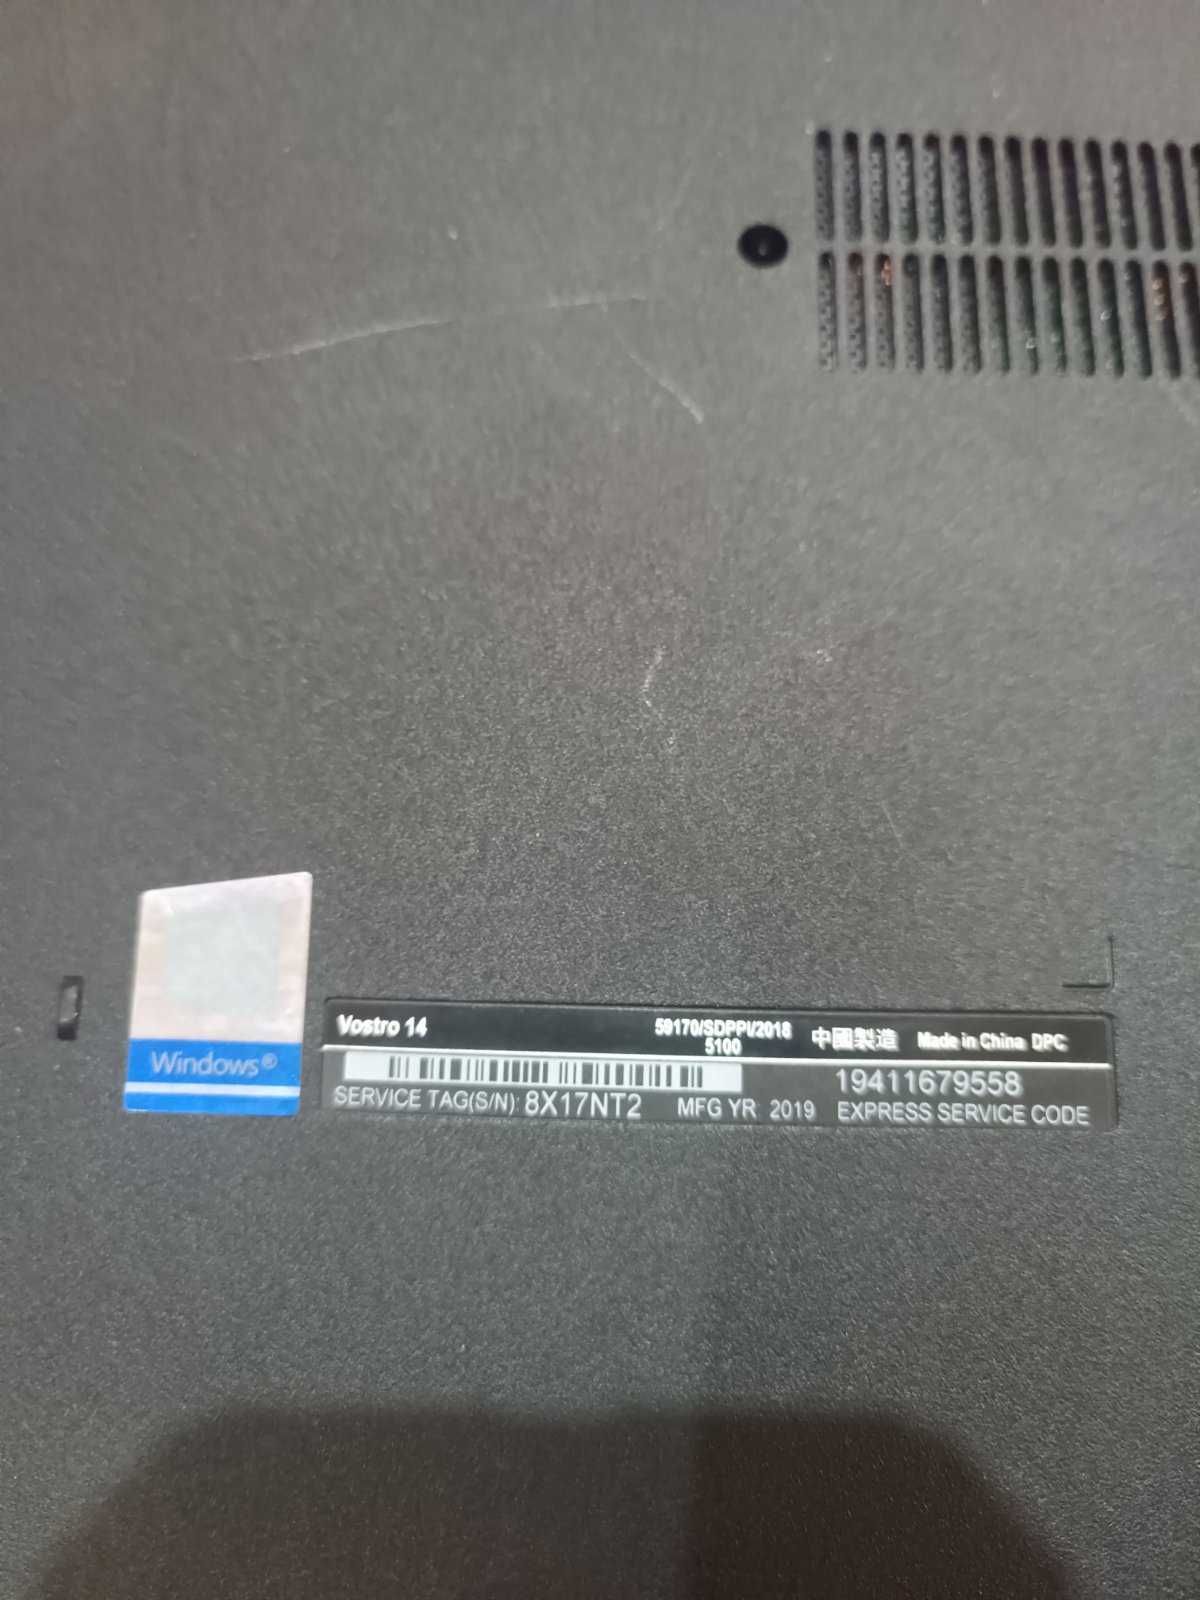 Windows®
Vostro 14
59170/SDPPI/2018
5100
中國製造 Made in China DPC
19411679558
SERVICE TAG(S/N): 8X17NT2 MFG YR 2019 EXPRESS SERVICE CODE